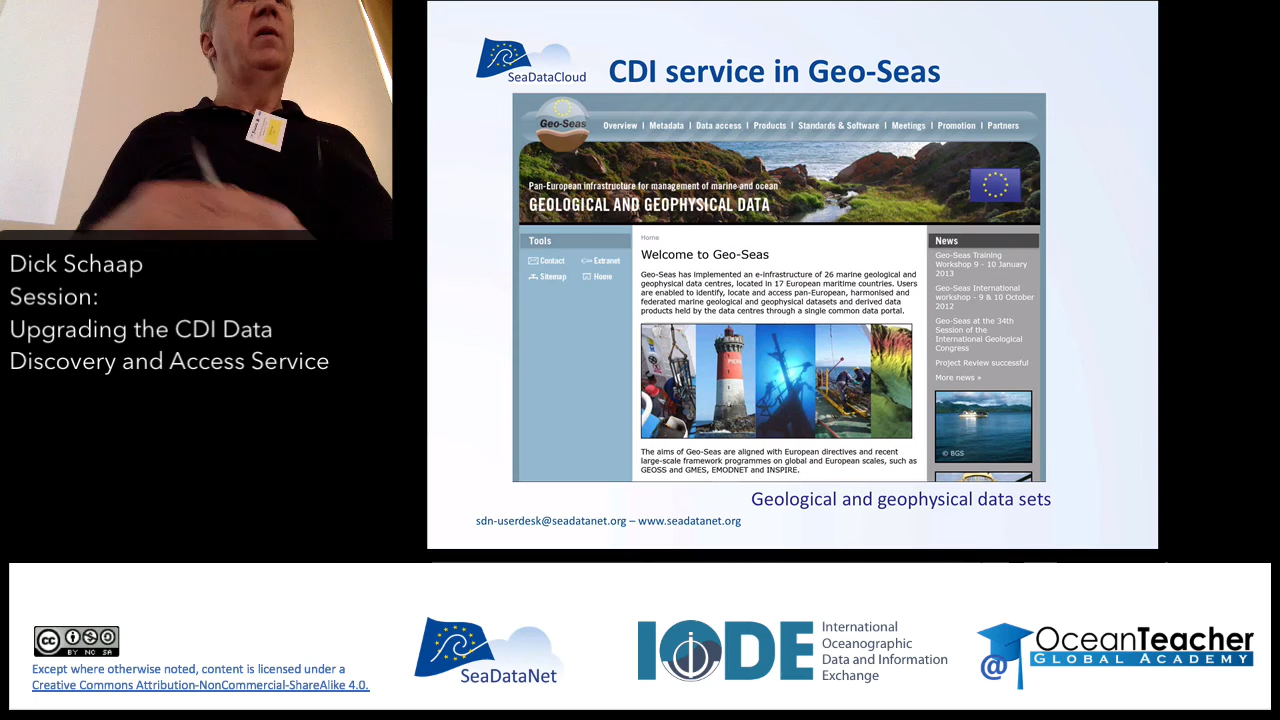 Dick Schaap
Session:
Upgrading the CDI Data
Discovery and Access Service
SeaDataCloud
CDI service in Geo-Seas
Geo-Seas
Overview | Metadata | Data access | Products | Standards & Software | Meetings | Promotion | Partners
Pan-European infrastructure for management of marine and ocean
GEOLOGICAL AND GEOPHYSICAL DATA
Tools
Contact
Extranet
Sitemap
Home
Home
Welcome to Geo-Seas
Geo-Seas has implemented an e-infrastructure of 26 marine geological and
geophysical data centres, located in 17 European maritime countries. Users
are enabled to identify, locate and access pan-European, harmonised and
federated marine geological and geophysical datasets and derived data
products held by the data centres through a single common data portal.
The aims of Geo-Seas are aligned with European directives and recent
large-scale framework programmes on global and European scales, such as
GEOSS and GMES, EMODNET and INSPIRE.
News
Geo-Seas Training
Workshop 9 - 10 January
2013
Geo-Seas International
workshop - 9 & 10 October
2012
Geo-Seas at the 34th
Session of the
International Geological
Congress
Project Review successful
More news »
© BGS
Geological and geophysical data sets
sdn-userdesk@seadatanet.org – www.seadatanet.org
cc
BY NC SA
Except where otherwise noted, content is licensed under a
Creative Commons Attribution-NonCommercial-ShareAlike 4.0.
SeaDataNet
IODE
International
Oceanographic
Data and Information
Exchange
@
OceanTeacher
GLOBAL ACADEMY